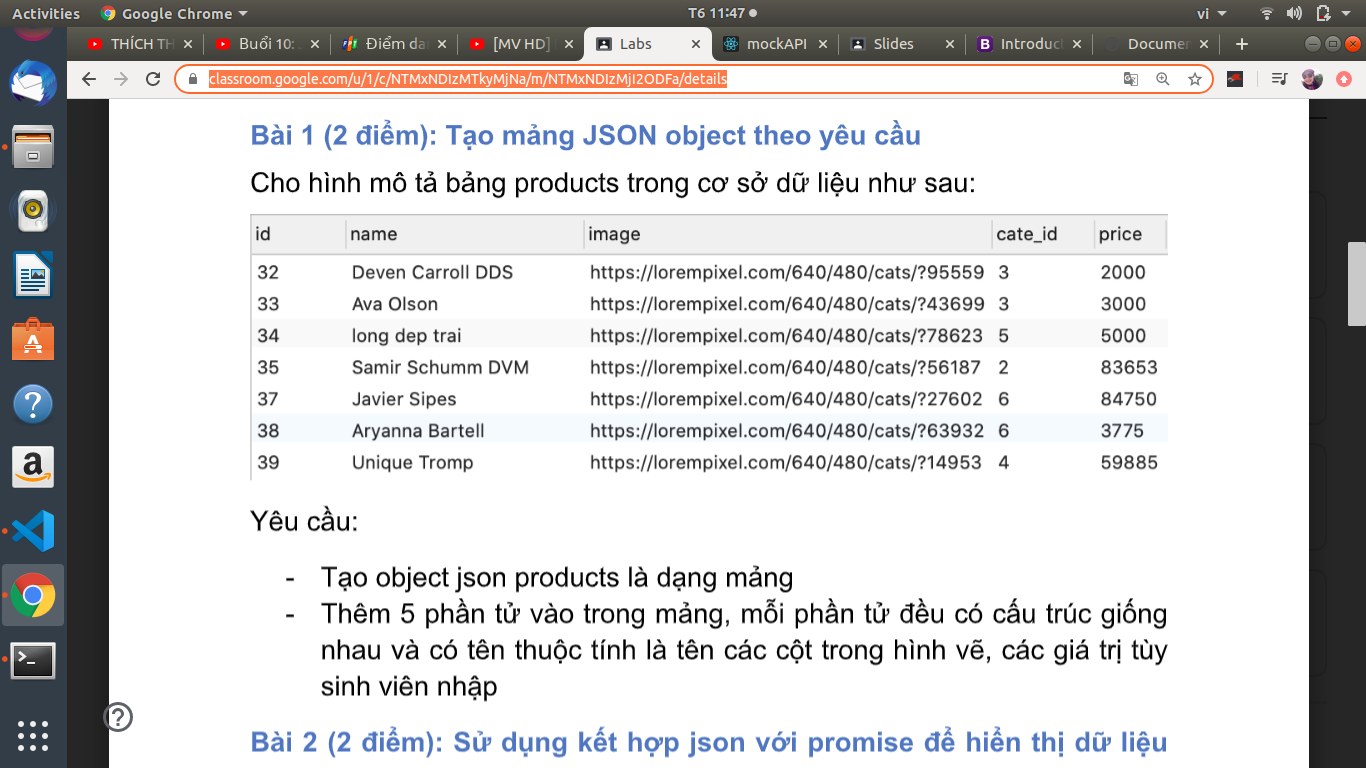 Activities Google Chrome T6 11:47 vi
THÍCH TH Buổi 10: Điểm da [MV HD] Labs mockAPI Slides Introduc Documen
classroom.google.com/u/1/c/NTMxNDIzMTkyMjNa/m/NTMxNDIzMjI2ODFa/details
Bài 1 (2 điểm): Tạo mảng JSON object theo yêu cầu
Cho hình mô tả bảng products trong cơ sở dữ liệu như sau:
id name image cate_id price
32 Deven Carroll DDS https://lorempixel.com/640/480/cats/?95559 3 2000
33 Ava Olson https://lorempixel.com/640/480/cats/?43699 3 3000
34 long dep trai https://lorempixel.com/640/480/cats/?78623 5 5000
35 Samir Schumm DVM https://lorempixel.com/640/480/cats/?56187 2 83653
37 Javier Sipes https://lorempixel.com/640/480/cats/?27602 6 84750
38 Aryanna Bartell https://lorempixel.com/640/480/cats/?63932 6 3775
39 Unique Tromp https://lorempixel.com/640/480/cats/?14953 4 59885
Yêu cầu:
- Tạo object json products là dạng mảng
- Thêm 5 phần tử vào trong mảng, mỗi phần tử đều có cấu trúc giống
nhau và có tên thuộc tính là tên các cột trong hình vẽ, các giá trị tùy
sinh viên nhập
Bài 2 (2 điểm): Sử dụng kết hợp json với promise để hiển thị dữ liệu